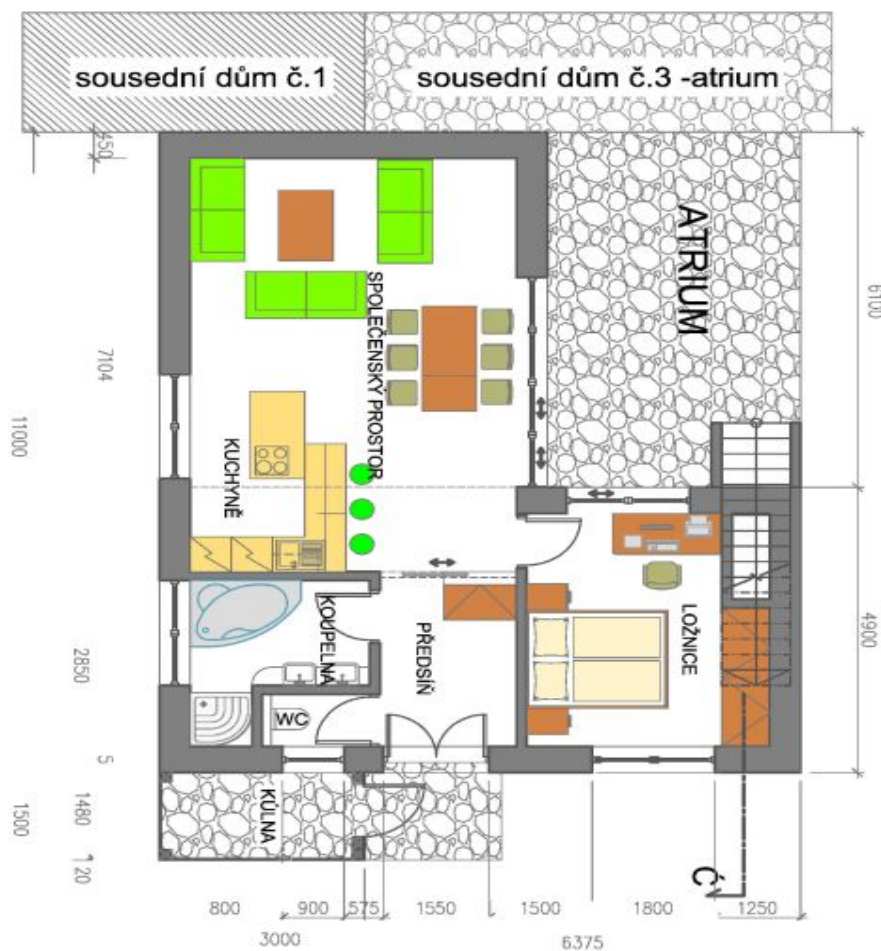 sousední dům č.1
sousední dům č.3 -atrium
450
ATRIUM
6100
SPOLEČENSKÝ PROSTOR
7104
11000
KUCHYNĚ
KOUPELNA
PŘEDSÍŇ
LOŽNICE
4900
2850
WC
5
KŮLNA
1480
1500
120
Ć
800
900
575
1550
1500
1800
1250
3000
6375